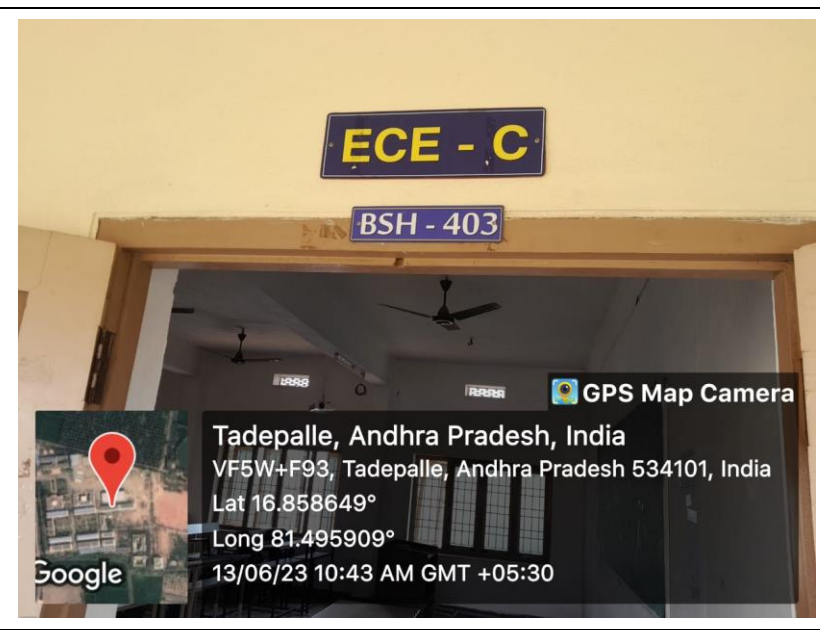 ECE - C
BSH - 403
GPS Map Camera
Tadepalle, Andhra Pradesh, India
VF5W+F93, Tadepalle, Andhra Pradesh 534101, India
Lat 16.858649°
Long 81.495909°
Google
13/06/23 10:43 AM GMT +05:30